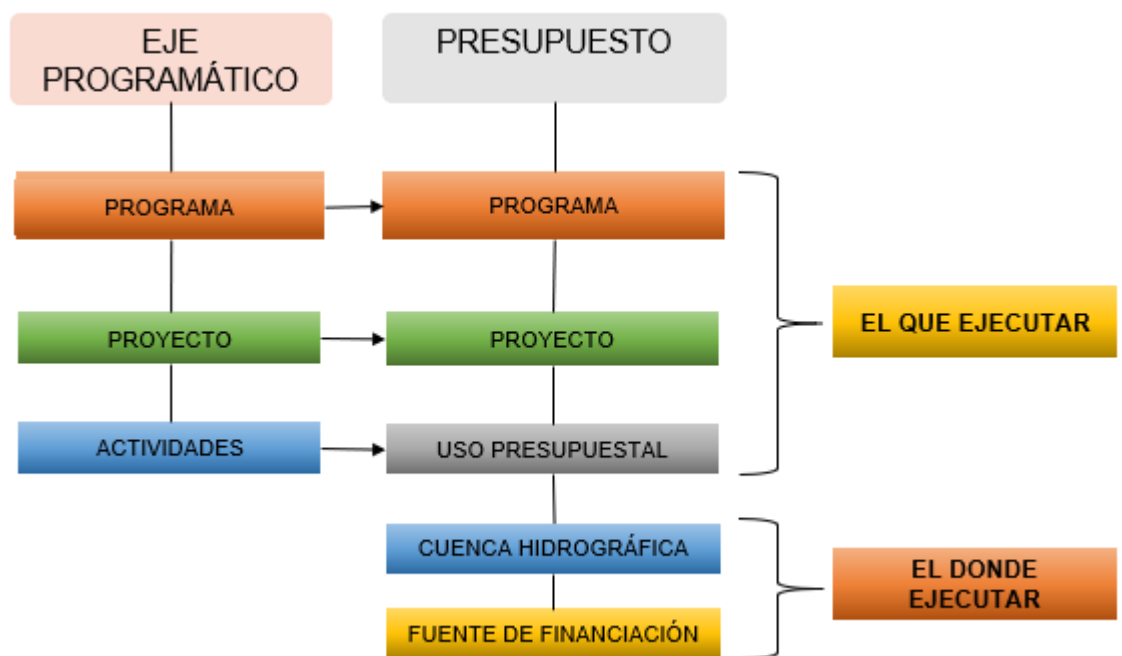 EJE
PROGRAMÁTICO
PRESUPUESTO
PROGRAMA
PROGRAMA
PROYECTO
PROYECTO
EL QUE EJECUTAR
ACTIVIDADES
USO PRESUPUESTAL
CUENCA HIDROGRÁFICA
EL DONDE
EJECUTAR
FUENTE DE FINANCIACIÓN